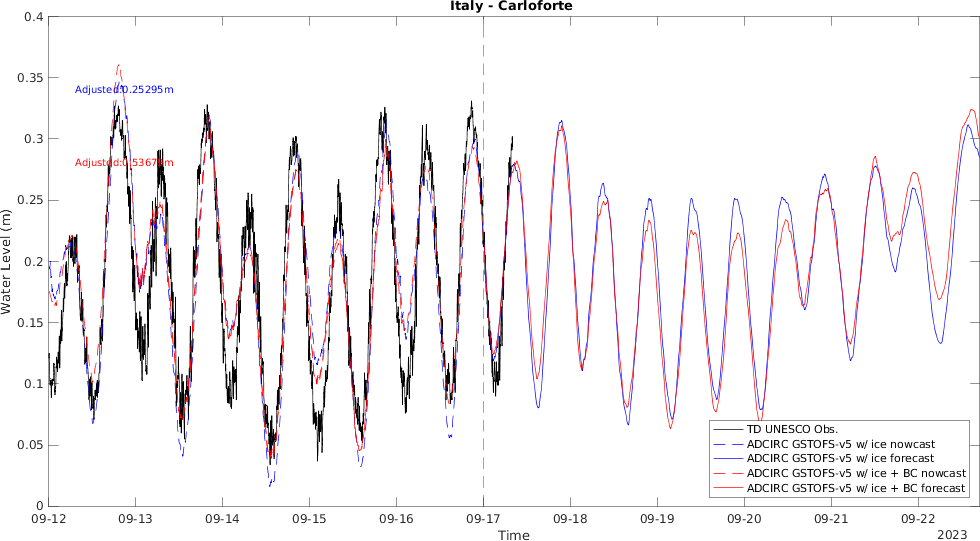 Italy - Carloforte
0.4
0.35
0.3
0.25
0.2
0.15
0.1
0.05
0
Water Level (m)
Adjusted:0.25295m
TD UNESCO Obs.
ADCIRC GSTOFS-v5 w/ ice nowcast
ADCIRC GSTOFS-v5 w/ ice forecast
ADCIRC GSTOFS-v5 w/ ice + BC nowcast
ADCIRC GSTOFS-v5 w/ ice + BC forecast
09-12
09-13
09-14
09-15
09-16
09-17
09-18
09-19
09-20
09-21
09-22
Time
2023